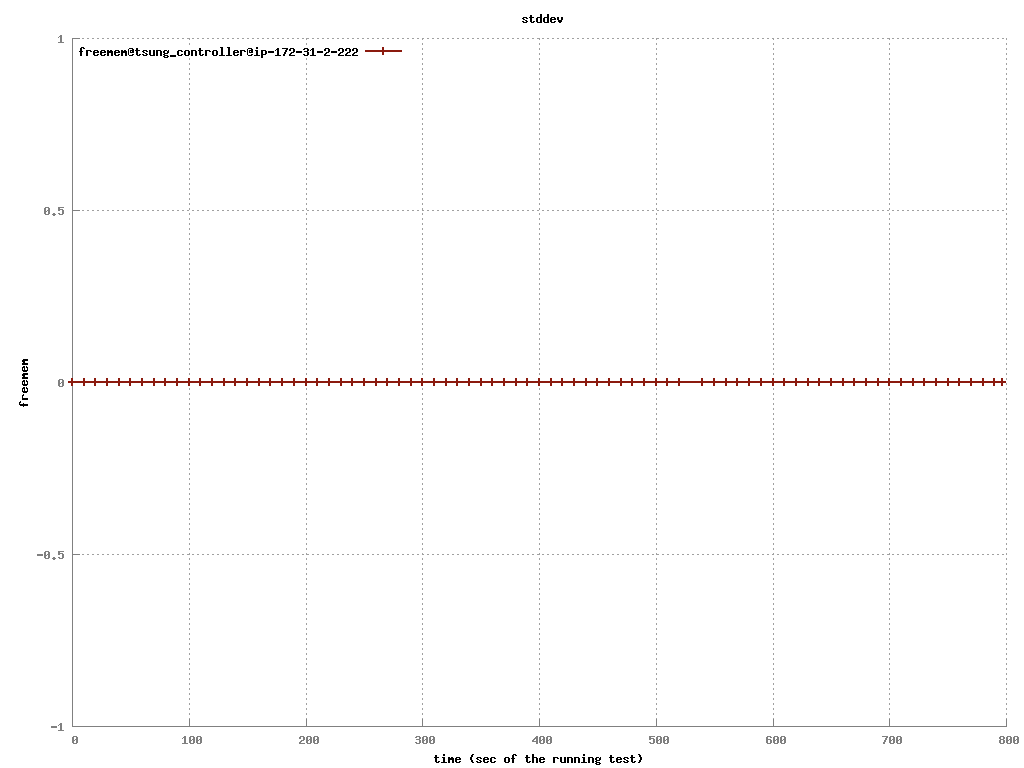 stddev
freemem@tsung_controller@ip-172-31-2-222
1
0.5
0
-0.5
-1
freemem
0 100 200 300 400 500 600 700 800
time (sec of the running test)